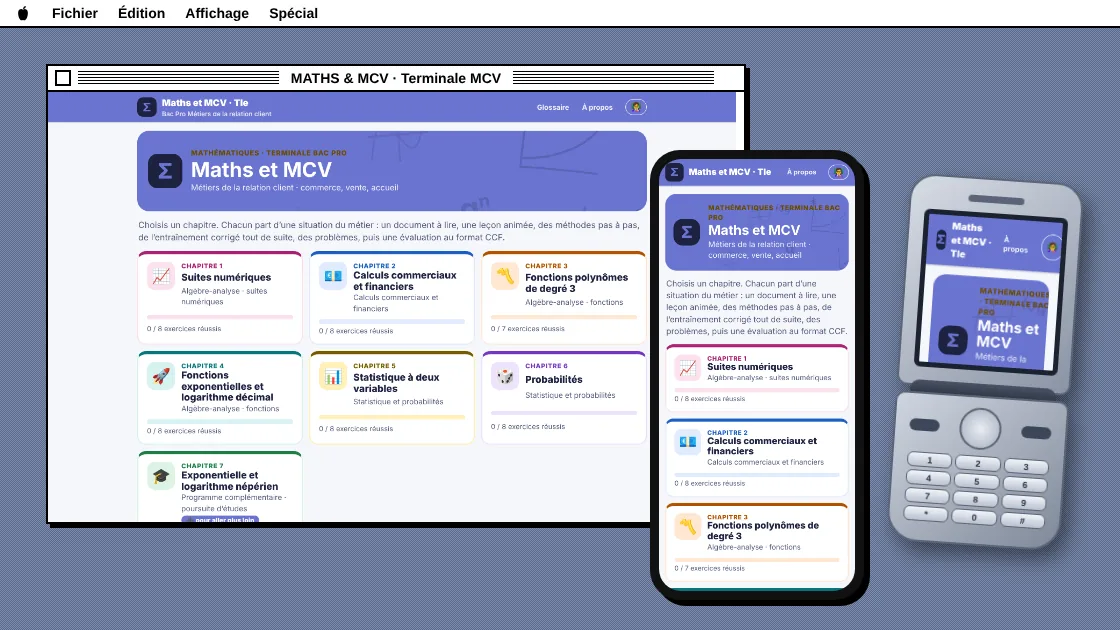 Fichier Édition Affichage Spécial
MATHS & MCV · Terminale MCV
Σ Maths et MCV · Tle
Bac Pro Métiers de la relation client
Glossaire À propos
Σ
MATHÉMATIQUES · TERMINALE BAC PRO
Maths et MCV
Métiers de la relation client · commerce, vente, accueil
Choisis un chapitre. Chacun part d’une situation du métier : un document à lire, une leçon animée, des méthodes pas à pas,
de l’entraînement corrigé tout de suite, des problèmes, puis une évaluation au format CCF.
CHAPITRE 1
Suites numériques
Algèbre-analyse · suites
numériques
0 / 8 exercices réussis
CHAPITRE 2
Calculs commerciaux
et financiers
Calculs commerciaux et
financiers
0 / 8 exercices réussis
CHAPITRE 3
Fonctions polynômes
de degré 3
Algèbre-analyse · fonctions
0 / 7 exercices réussis
CHAPITRE 4
Fonctions
exponentielles et
logarithme décimal
Algèbre-analyse · fonctions
0 / 8 exercices réussis
CHAPITRE 5
Statistique à deux
variables
Statistique et probabilités
0 / 8 exercices réussis
CHAPITRE 6
Probabilités
Statistique et probabilités
0 / 8 exercices réussis
CHAPITRE 7
Exponentielle et
logarithme népérien
Programme complémentaire ·
poursuite d’études
pour aller plus loin
Σ Maths et MCV · Tle À propos
Σ
MATHÉMATIQUES · TERMINALE BAC
PRO
Maths et MCV
Métiers de la relation client ·
commerce, vente, accueil
Choisis un chapitre. Chacun part d’une
situation du métier : un document à lire, une
leçon animée, des méthodes pas à pas, de
l’entraînement corrigé tout de suite, des
problèmes, puis une évaluation au format CCF.
CHAPITRE 1
Suites numériques
Algèbre-analyse · suites numériques
0 / 8 exercices réussis
CHAPITRE 2
Calculs commerciaux et
financiers
Calculs commerciaux et financiers
0 / 8 exercices réussis
CHAPITRE 3
Fonctions polynômes de
degré 3
Algèbre-analyse · fonctions
0 / 7 exercices réussis
Σ
Maths
et MCV ·
Tle
À
propos
MATHÉMATIQUES
· TERMINALE BAC
PRO
Σ
Maths et
MCV
Métiers de la
1 2 3
4 5 6
7 8 9
* 0 #